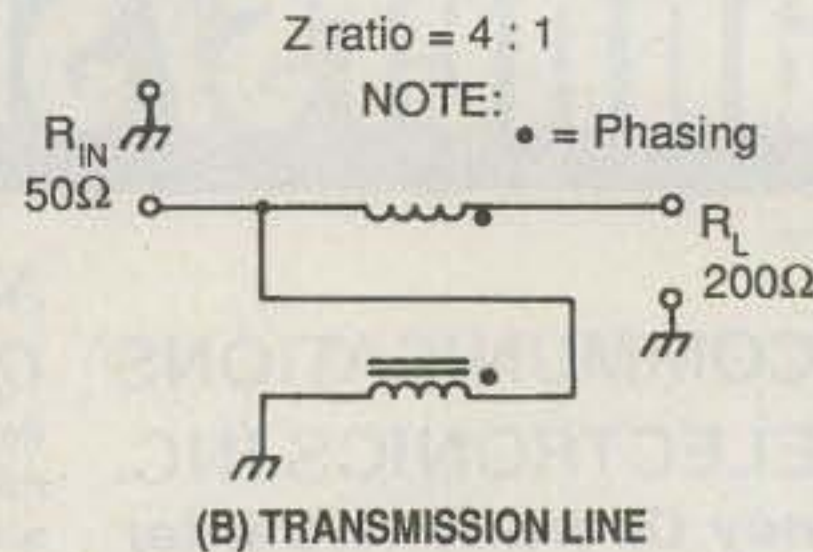 Z ratio = 4 : 1
NOTE:
• = Phasing
R_IN
50Ω
R_L
200Ω
(B) TRANSMISSION LINE